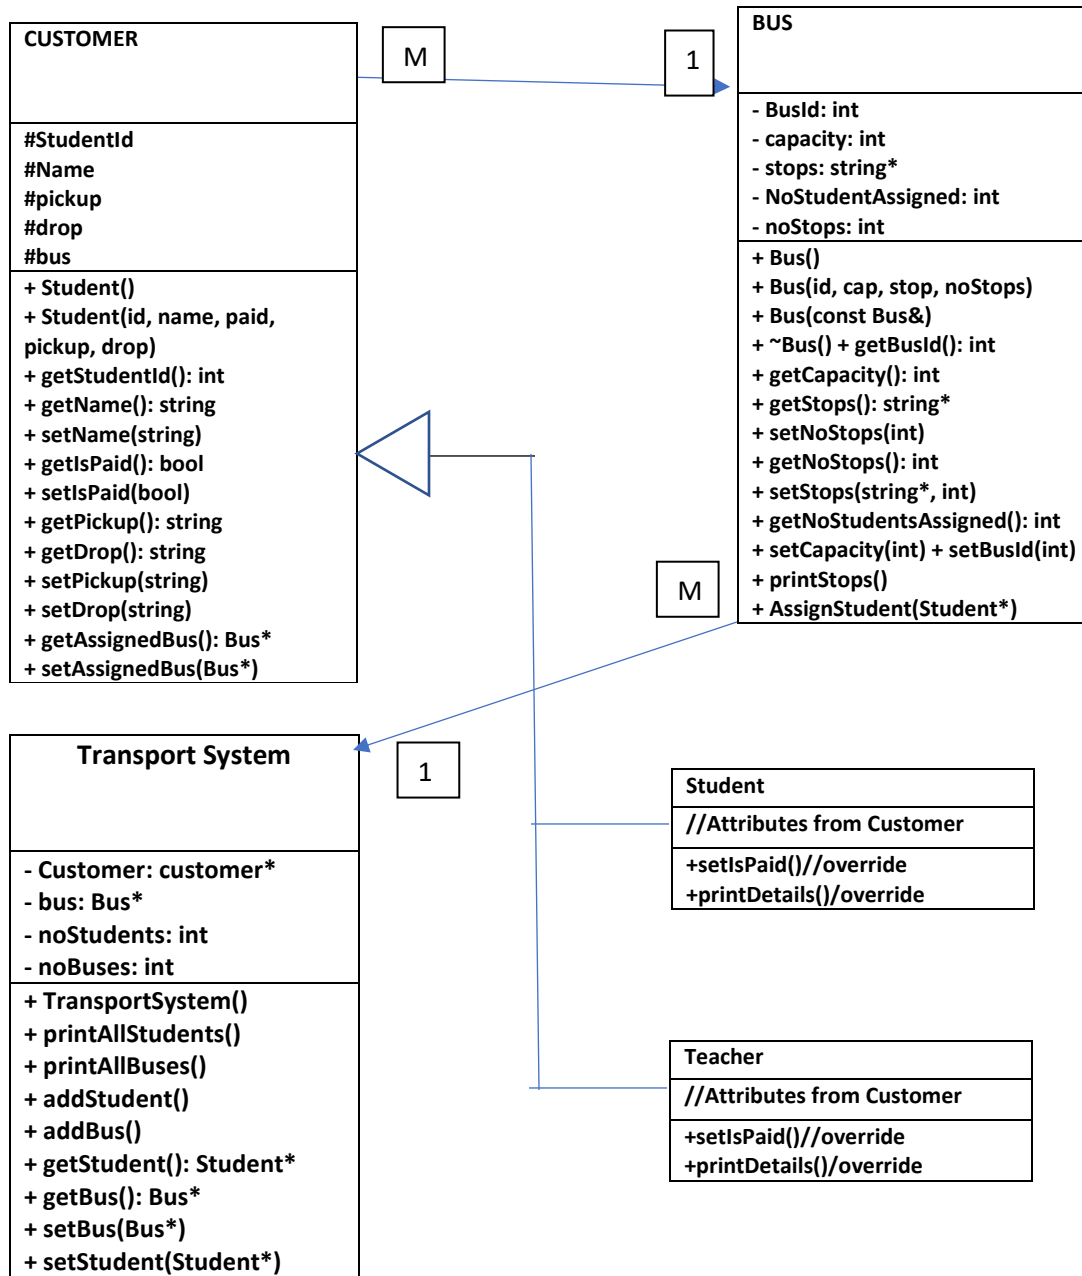 CUSTOMER
#StudentId
#Name
#pickup
#drop
#bus
+ Student()
+ Student(id, name, paid,
pickup, drop)
+ getStudentId(): int
+ getName(): string
+ setName(string)
+ getIsPaid(): bool
+ setIsPaid(bool)
+ getPickup(): string
+ getDrop(): string
+ setPickup(string)
+ setDrop(string)
+ getAssignedBus(): Bus*
+ setAssignedBus(Bus*)
M
1
BUS
- BusId: int
- capacity: int
- stops: string*
- NoStudentAssigned: int
- noStops: int
+ Bus()
+ Bus(id, cap, stop, noStops)
+ Bus(const Bus&)
+ ~Bus() + getBusId(): int
+ getCapacity(): int
+ getStops(): string*
+ setNoStops(int)
+ getNoStops(): int
+ setStops(string*, int)
+ getNoStudentsAssigned(): int
+ setCapacity(int) + setBusId(int)
+ printStops()
+ AssignStudent(Student*)
M
1
Transport System
- Customer: customer*
- bus: Bus*
- noStudents: int
- noBuses: int
+ TransportSystem()
+ printAllStudents()
+ printAllBuses()
+ addStudent()
+ addBus()
+ getStudent(): Student*
+ getBus(): Bus*
+ setBus(Bus*)
+ setStudent(Student*)
Student
//Attributes from Customer
+setIsPaid()//override
+printDetails()/override
Teacher
//Attributes from Customer
+setIsPaid()//override
+printDetails()/override